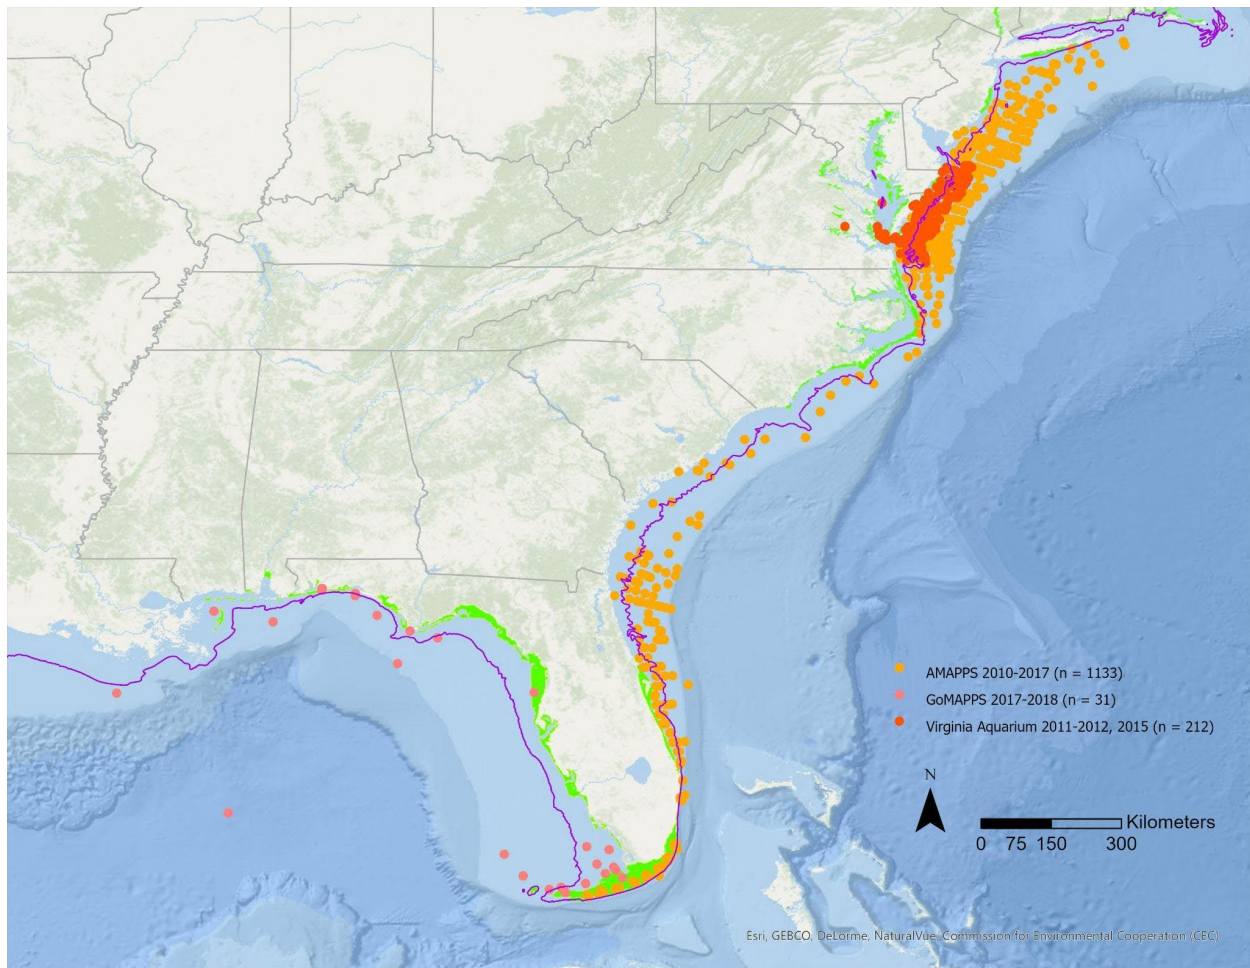 AMAPPS 2010-2017 (n = 1133)
GoMAPPS 2017-2018 (n = 31)
Virginia Aquarium 2011-2012, 2015 (n = 212)
N
Kilometers
0 75 150 300
Esri, GEBCO, DeLorme, NaturalVue, Commission for Environmental Cooperation (CEC)